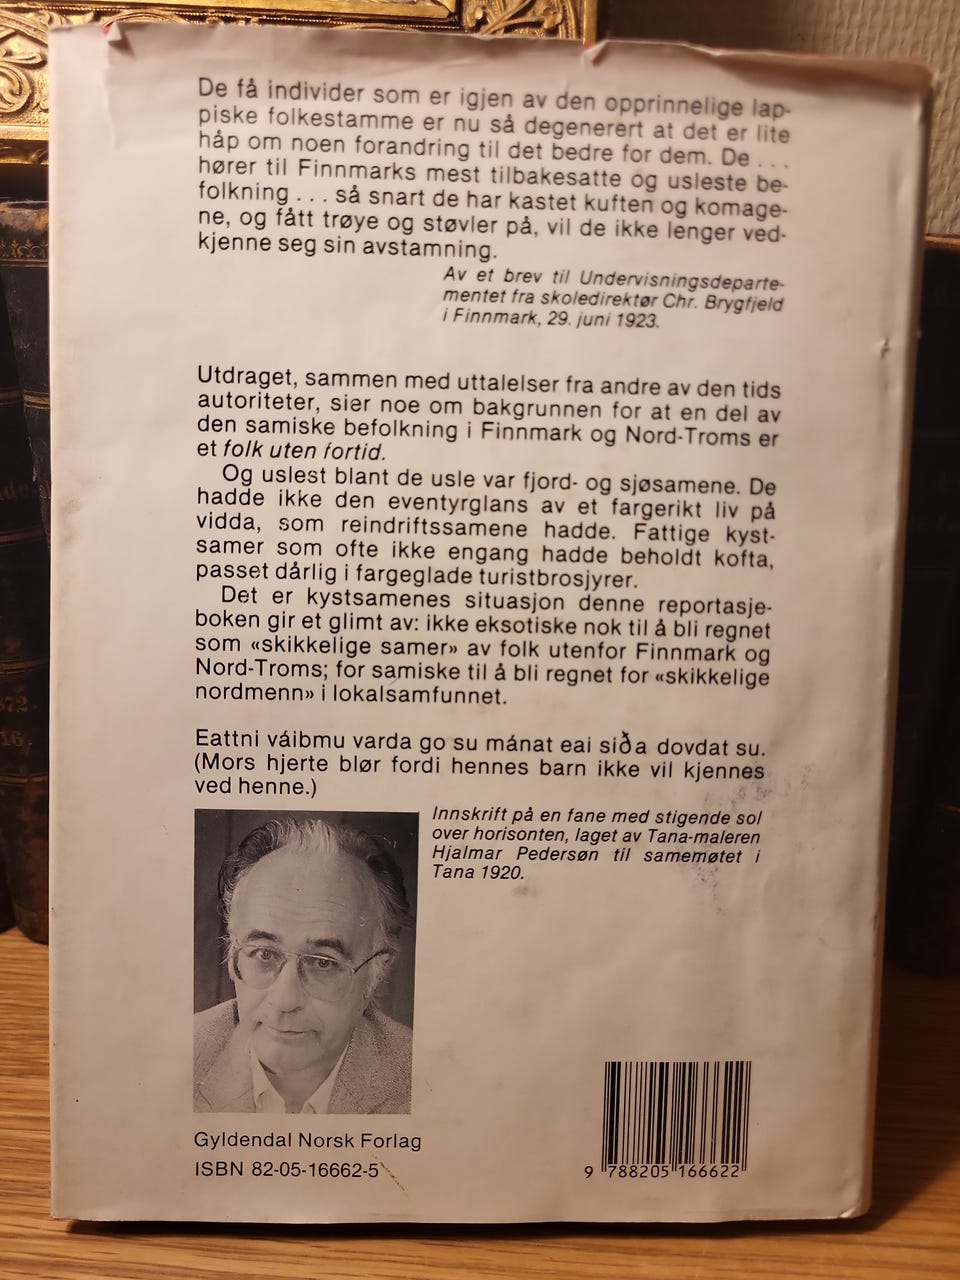 De få individer som er igjen av den opprinnelige lap-
piske folkestamme er nu så degenerert at det er lite
håp om noen forandring til det bedre for dem. De . . .
hører til Finnmarks mest tilbakesatte og usleste be-
folkning . . . så snart de har kastet kuften og komage-
ne, og fått trøye og støvler på, vil de ikke lenger ved-
kjenne seg sin avstamning.
Av et brev til Undervisningsdeparte-
mentet fra skoledirektør Chr. Brygfjeld
i Finnmark, 29. juni 1923.
Utdraget, sammen med uttalelser fra andre av den tids
autoriteter, sier noe om bakgrunnen for at en del av
den samiske befolkning i Finnmark og Nord-Troms er
et folk uten fortid.
Og uslest blant de usle var fjord- og sjøsamene. De
hadde ikke den eventyrglans av et fargerikt liv på
vidda, som reindriftssamene hadde. Fattige kyst-
samer som ofte ikke engang hadde beholdt kofta,
passet dårlig i fargeglade turistbrosjyrer.
Det er kystsamenes situasjon denne reportasje-
boken gir et glimt av: ikke eksotiske nok til å bli regnet
som «skikkelige samer» av folk utenfor Finnmark og
Nord-Troms; for samiske til å bli regnet for «skikkelige
nordmenn» i lokalsamfunnet.
Eattni váibmu varda go su mánat eai siða dovdat su.
(Mors hjerte blør fordi hennes barn ikke vil kjennes
ved henne.)
Innskrift på en fane med stigende sol
over horisonten, laget av Tana-maleren
Hjalmar Pedersøn til samemøtet i
Tana 1920.
Gyldendal Norsk Forlag
ISBN 82-05-16662-5
9 788205 166622